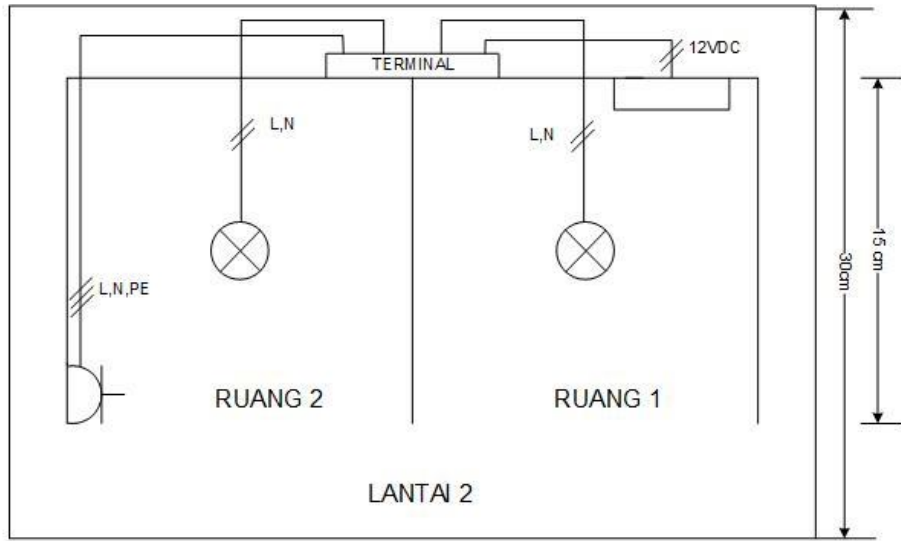 TERMINAL
12VDC
L,N
L,N
L,N,PE
RUANG 2
RUANG 1
LANTAI 2
30cm
15 cm